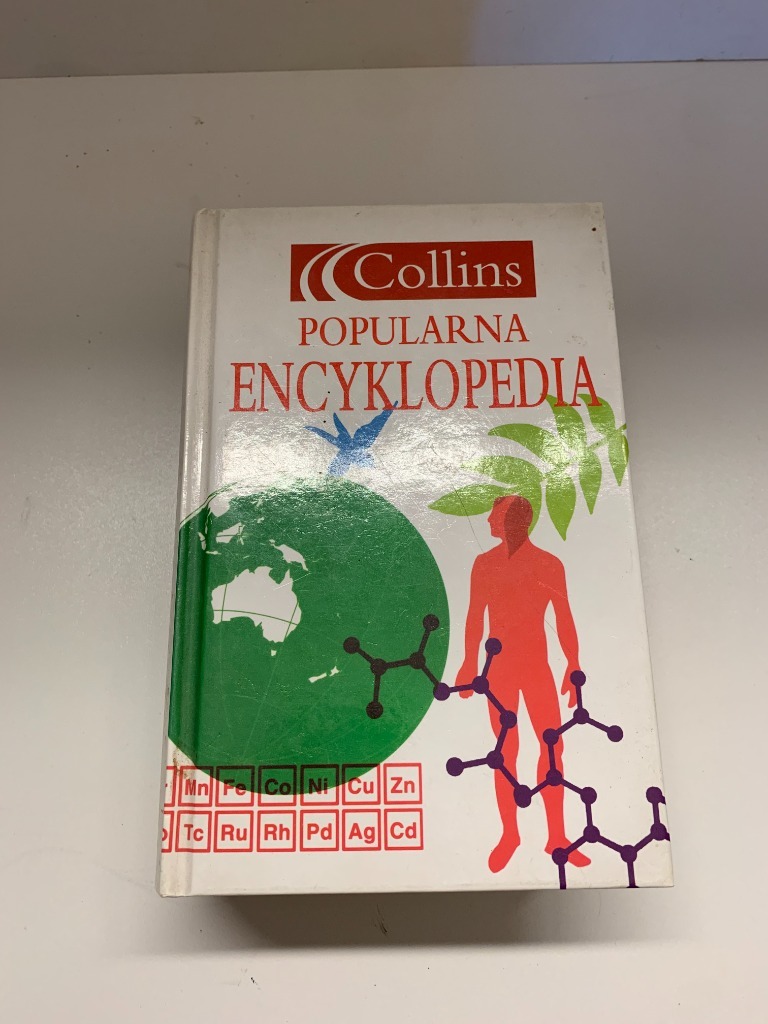 Collins
POPULARNA
ENCYKLOPEDIA
Mn Fe Co Ni Cu Zn
Tc Ru Rh Pd Ag Cd